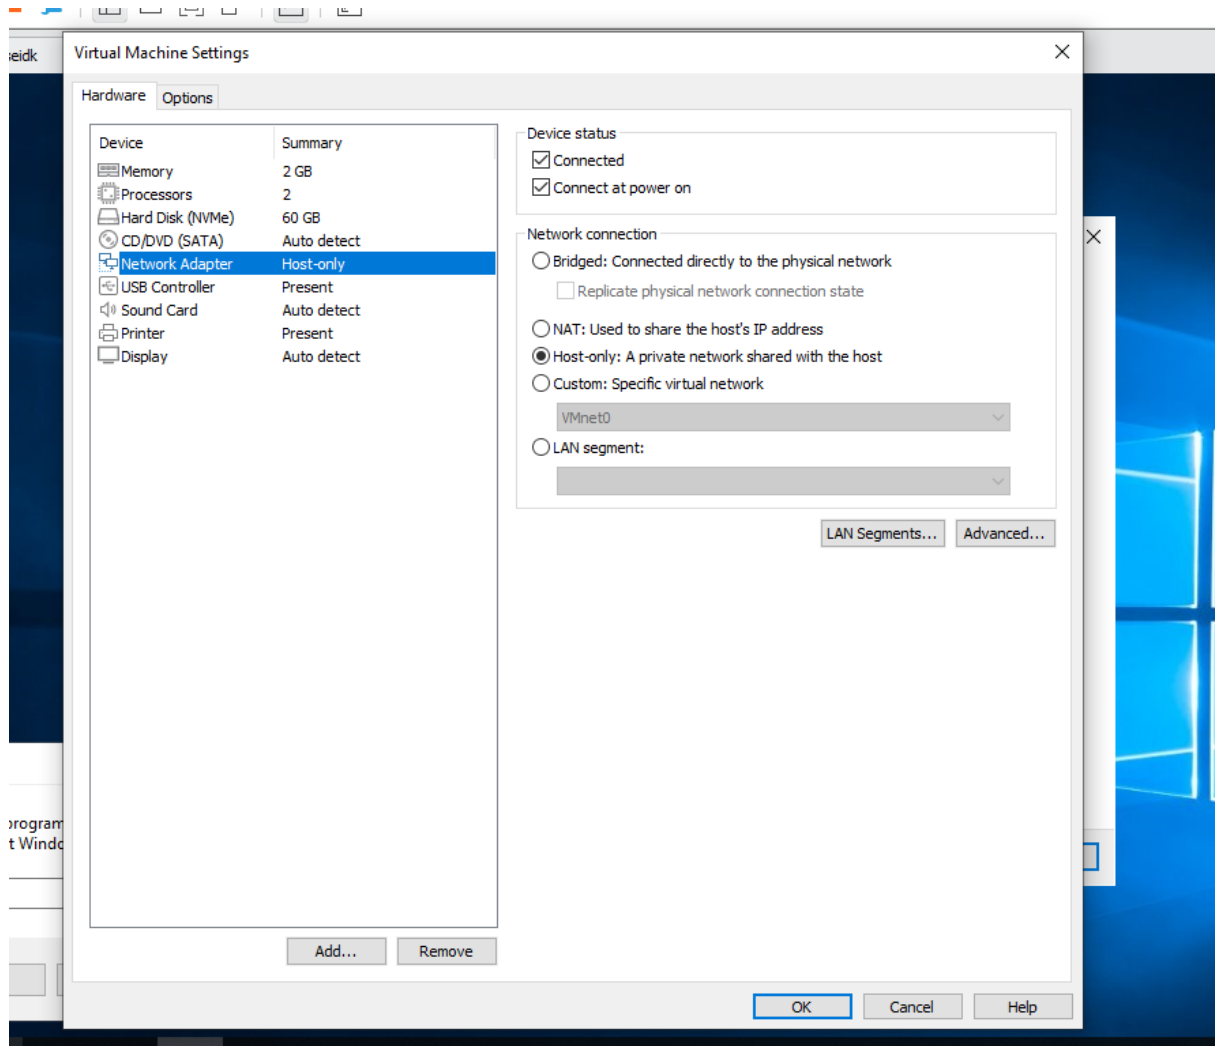 seidk
Virtual Machine Settings
Hardware Options
Device Summary
Memory 2 GB
Processors 2
Hard Disk (NVMe) 60 GB
CD/DVD (SATA) Auto detect
Network Adapter Host-only
USB Controller Present
Sound Card Auto detect
Printer Present
Display Auto detect
Add... Remove
Device status
Connected
Connect at power on
Network connection
Bridged: Connected directly to the physical network
Replicate physical network connection state
NAT: Used to share the host's IP address
Host-only: A private network shared with the host
Custom: Specific virtual network
VMnet0
LAN segment:
LAN Segments... Advanced...
program
t Windo
OK Cancel Help